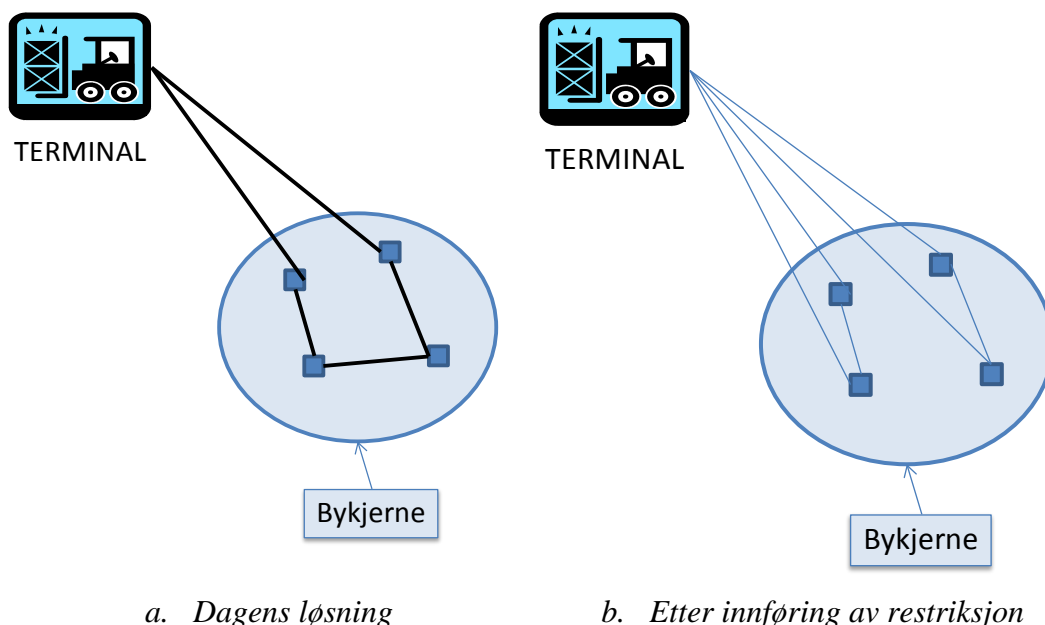 TERMINAL
TERMINAL
Bykjerne
Bykjerne
a. Dagens løsning
b. Etter innføring av restriksjon